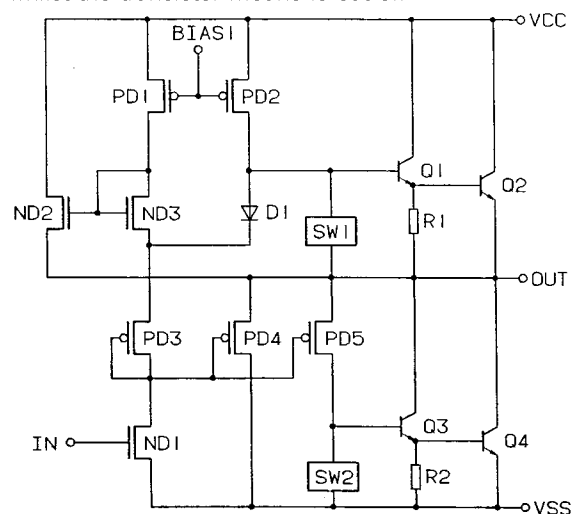 BIAS1
VCC
PD1
PD2
Q1
Q2
ND2
ND3
D1
SW1
R1
OUT
PD3
PD4
PD5
IN
ND1
Q3
Q4
SW2
R2
VSS